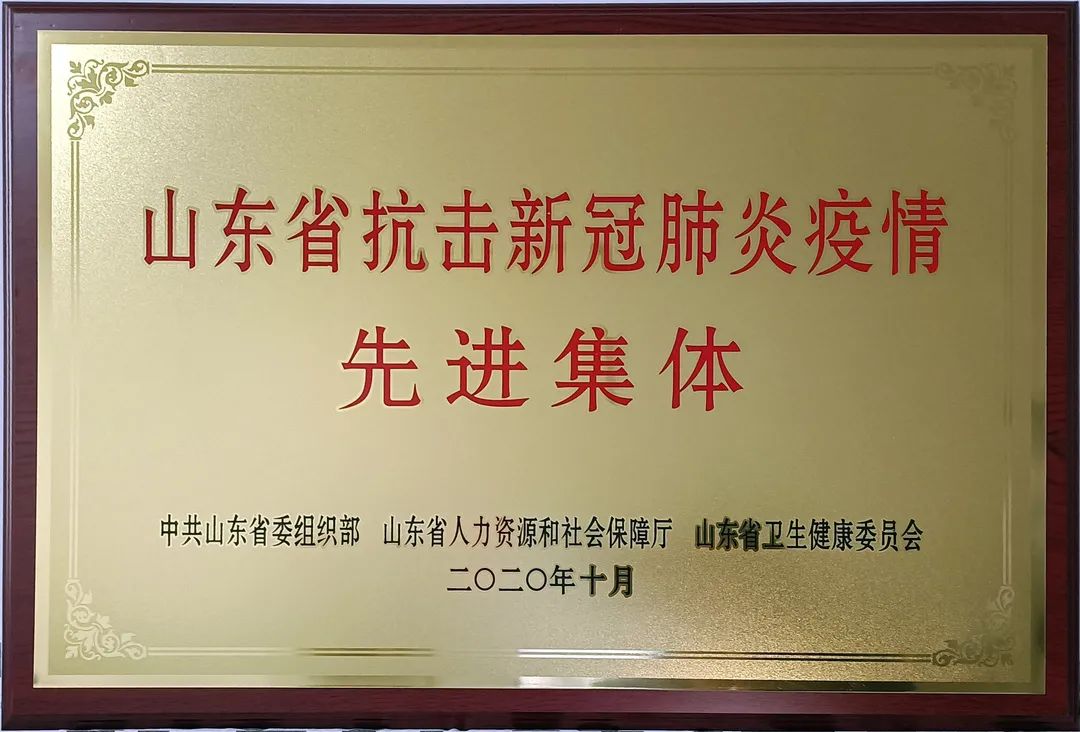 山东省抗击新冠肺炎疫情
先进集体
中共山东省委组织部 山东省人力资源和社会保障厅 山东省卫生健康委员会
二〇二〇年十月